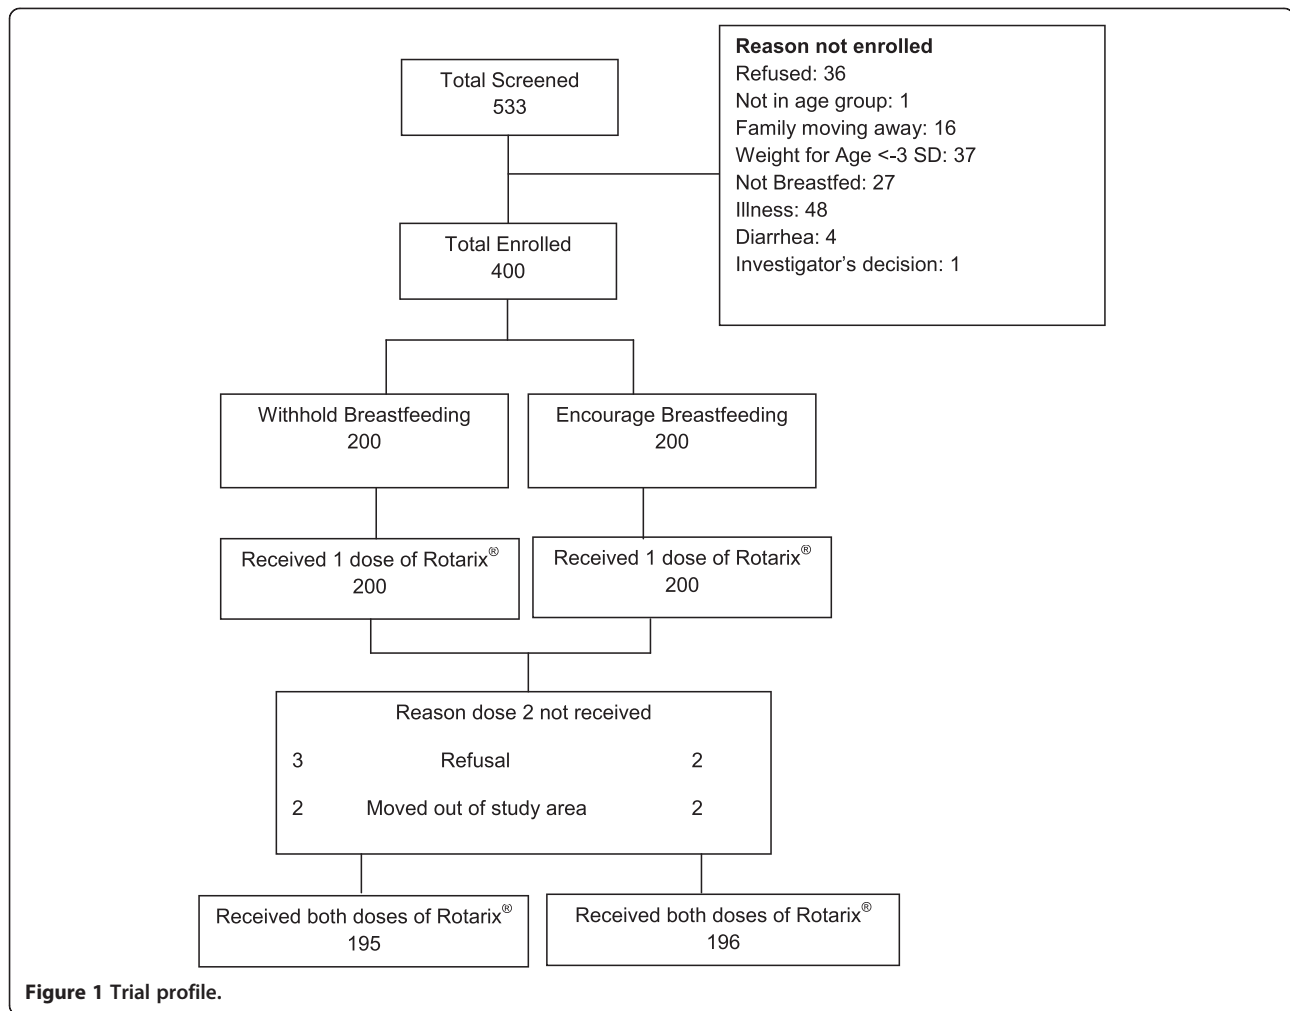 Total Screened
533
Reason not enrolled
Refused: 36
Not in age group: 1
Family moving away: 16
Weight for Age <-3 SD: 37
Not Breastfed: 27
Illness: 48
Diarrhea: 4
Investigator’s decision: 1
Total Enrolled
400
Withhold Breastfeeding
200
Encourage Breastfeeding
200
Received 1 dose of Rotarix®
200
Received 1 dose of Rotarix®
200
Reason dose 2 not received
3 Refusal 2
2 Moved out of study area 2
Received both doses of Rotarix®
195
Received both doses of Rotarix®
196
Figure 1 Trial profile.